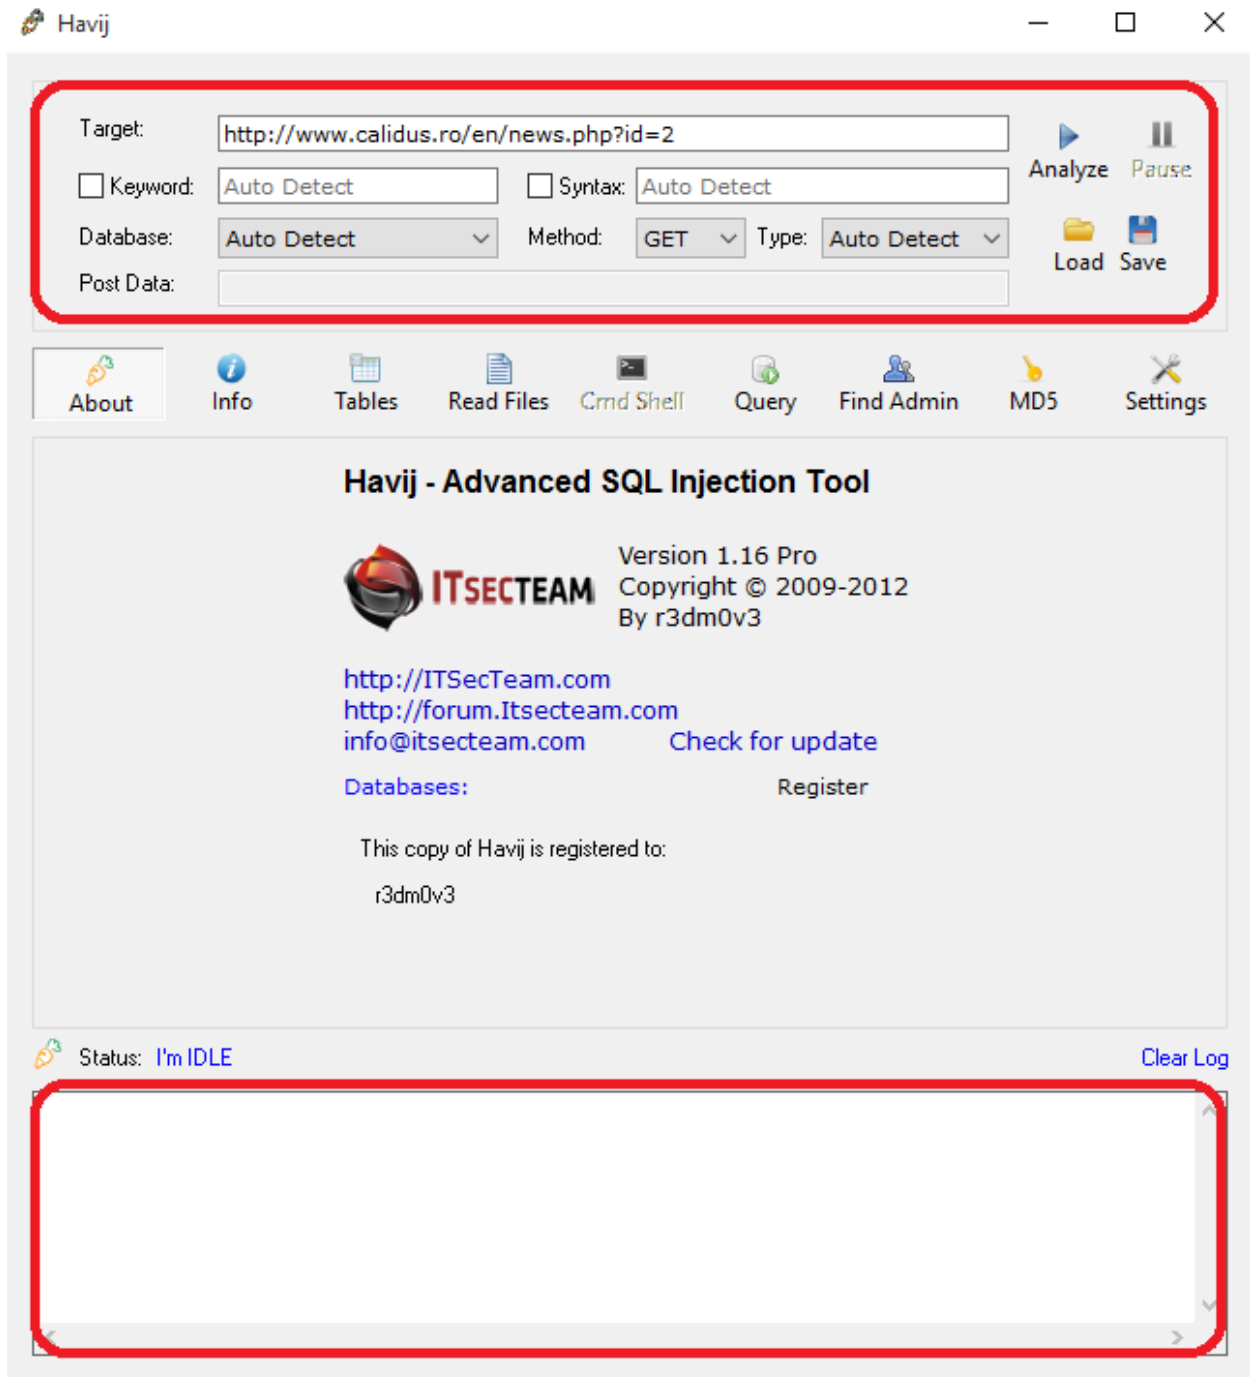 Havij
Target: http://www.calidus.ro/en/news.php?id=2
Analyze Pause
Keyword: Auto Detect Syntax: Auto Detect
Database: Auto Detect Method: GET Type: Auto Detect
Load Save
Post Data:
About Info Tables Read Files Cmd Shell Query Find Admin MD5 Settings
Havij - Advanced SQL Injection Tool
ITSECTEAM
Version 1.16 Pro
Copyright © 2009-2012
By r3dm0v3
http://ITSecTeam.com
http://forum.Itsecteam.com
info@itsecteam.com Check for update
Databases: Register
This copy of Havij is registered to:
r3dm0v3
Status: I'm IDLE Clear Log